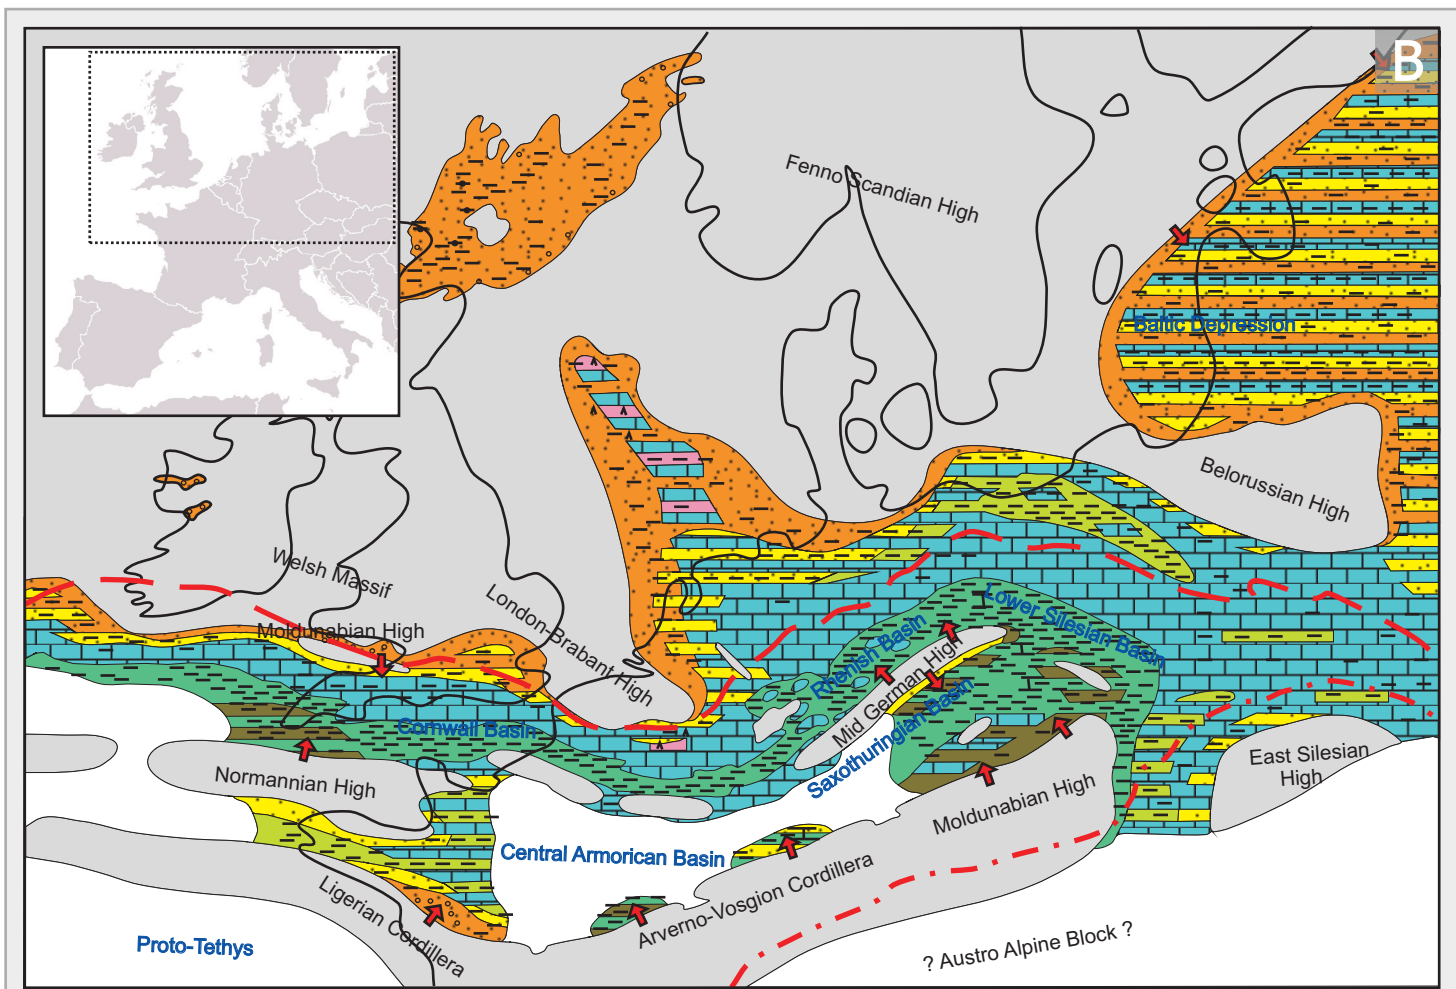 B
Fenno Scandian High
Baltic Depression
Belorussian High
Welsh Massif
London-Brabant High
Moldunabian High
Lower Silesian Basin
Rhenish Basin
Mid German High
Saxothuringian Basin
Cornwall Basin
Normannian High
East Silesian
High
Moldunabian High
Central Armorican Basin
Arverno-Vosgion Cordillera
Ligerian Cordillera
Proto-Tethys
? Austro Alpine Block ?